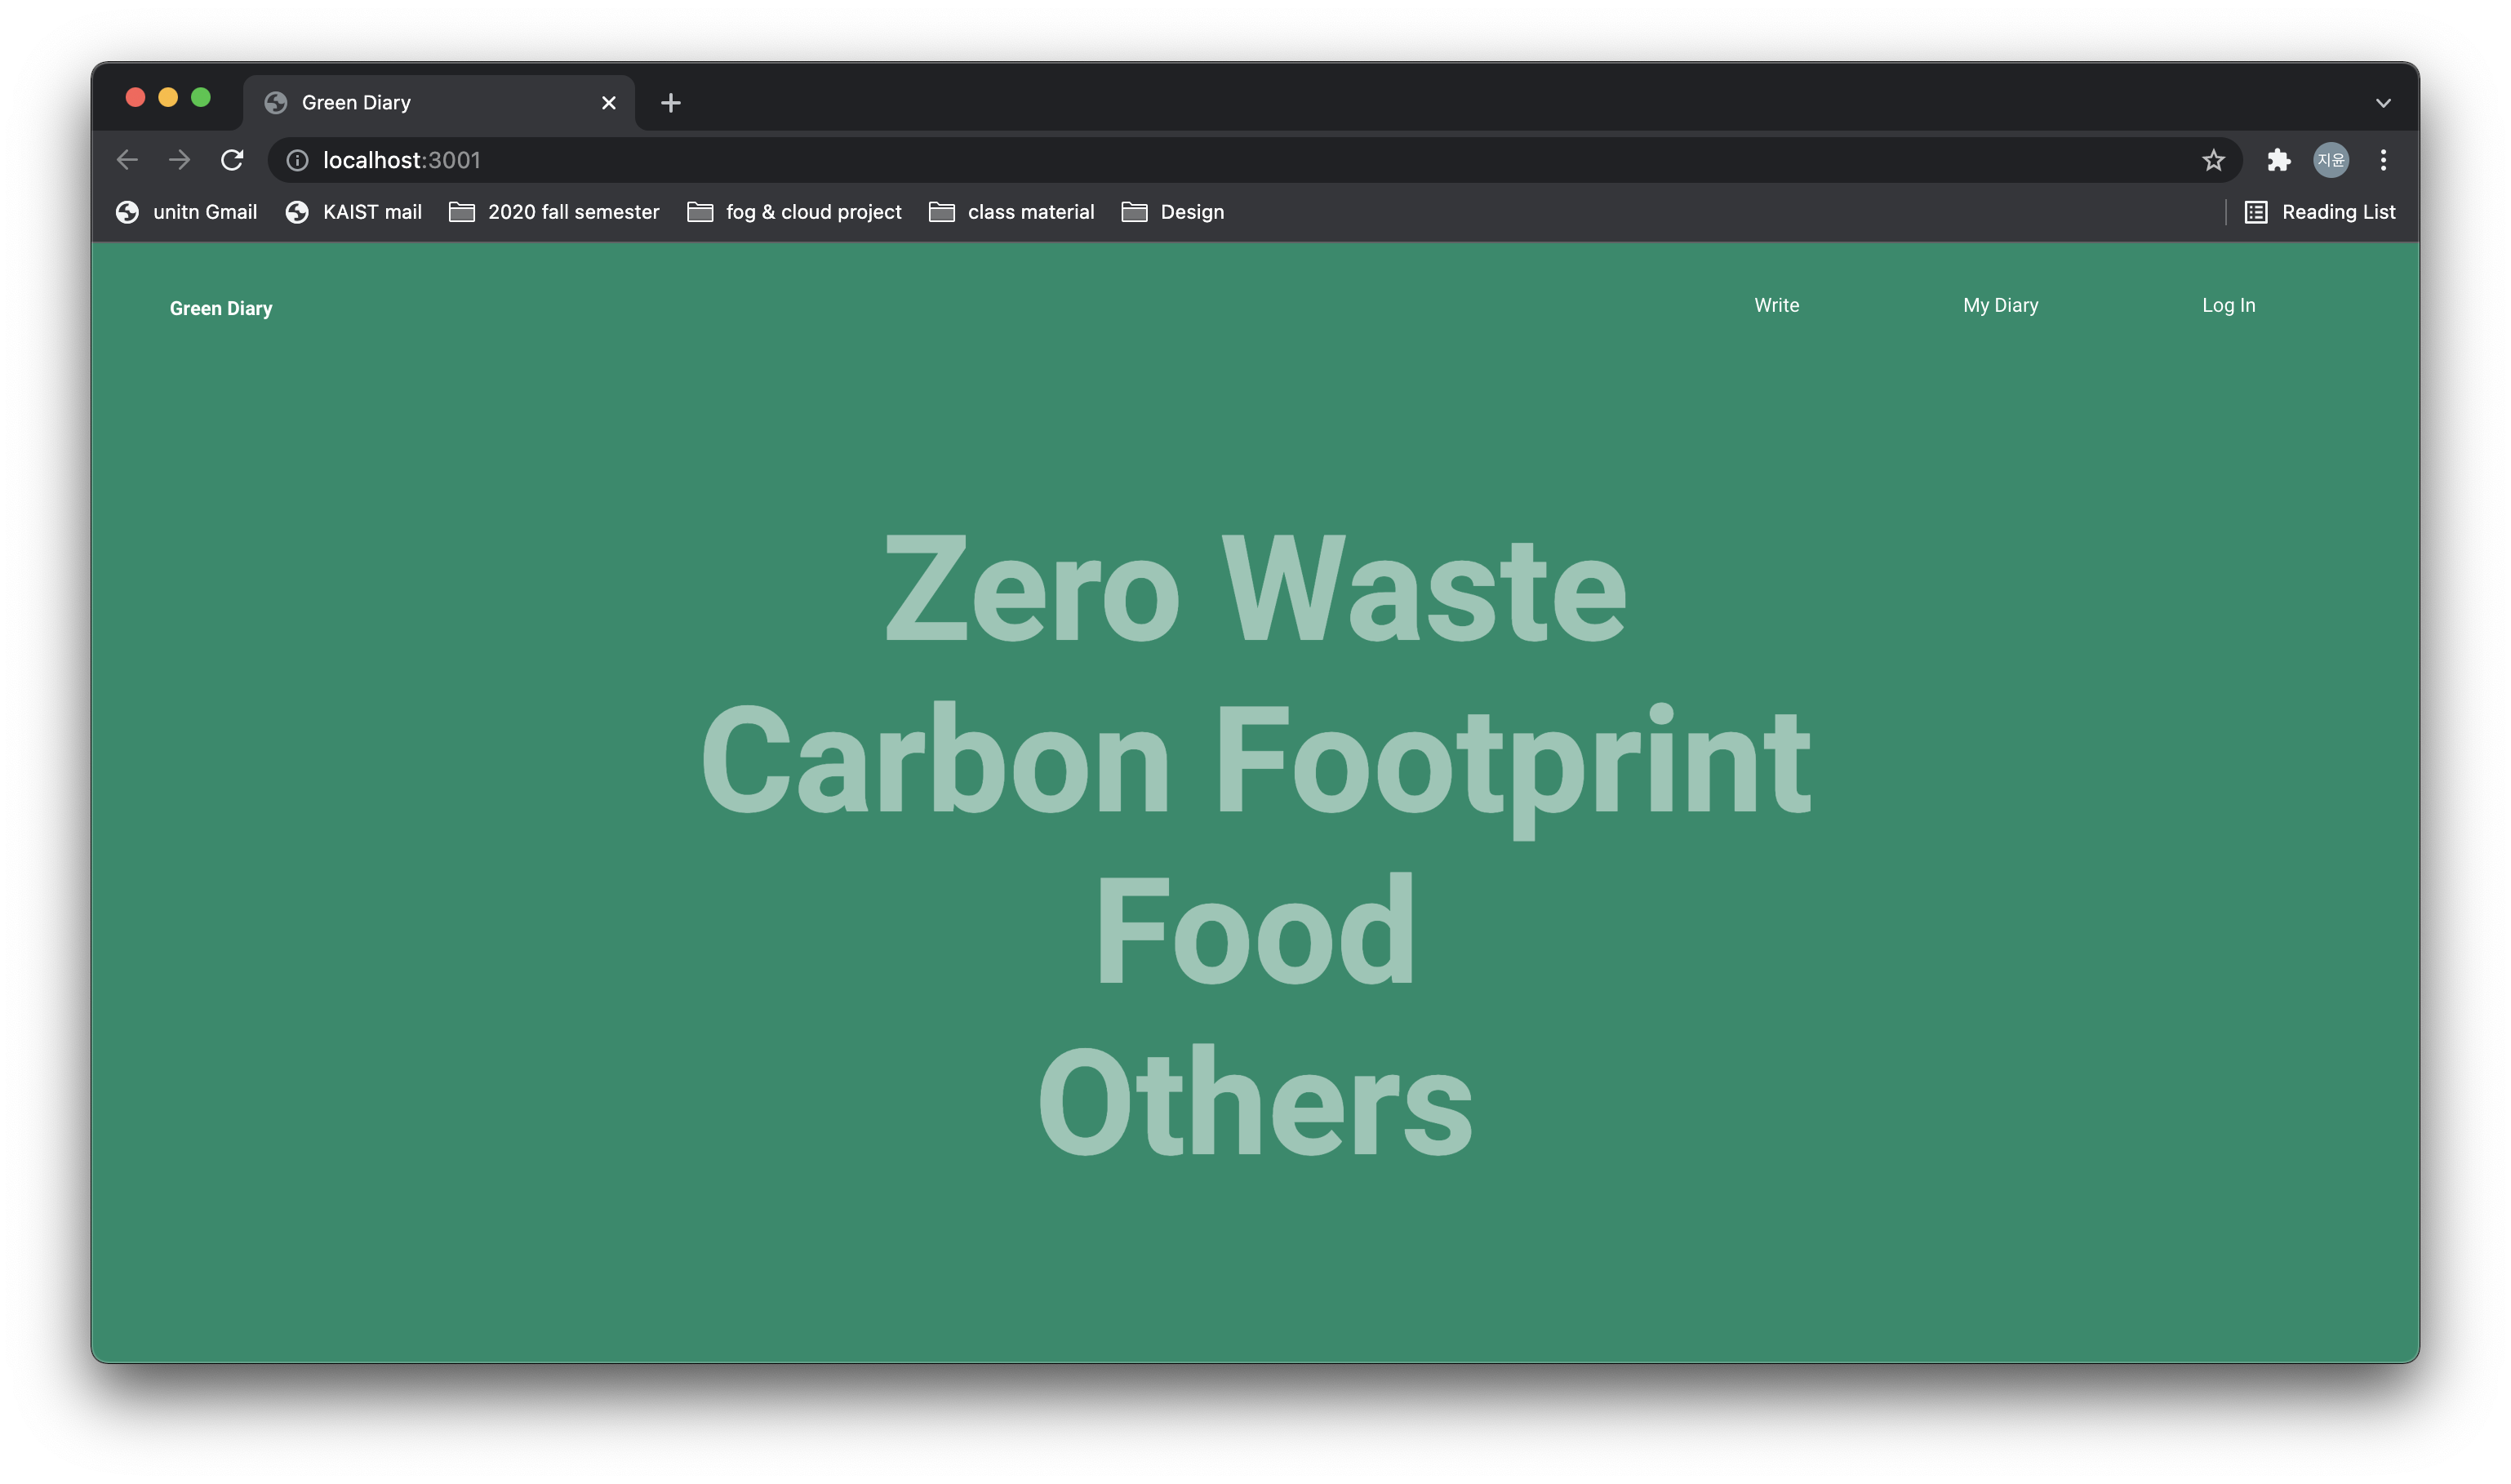 Green Diary
localhost:3001
지윤
unitn Gmail KAIST mail 2020 fall semester fog & cloud project class material Design Reading List
Green Diary Write My Diary Log In
Zero Waste
Carbon Footprint
Food
Others